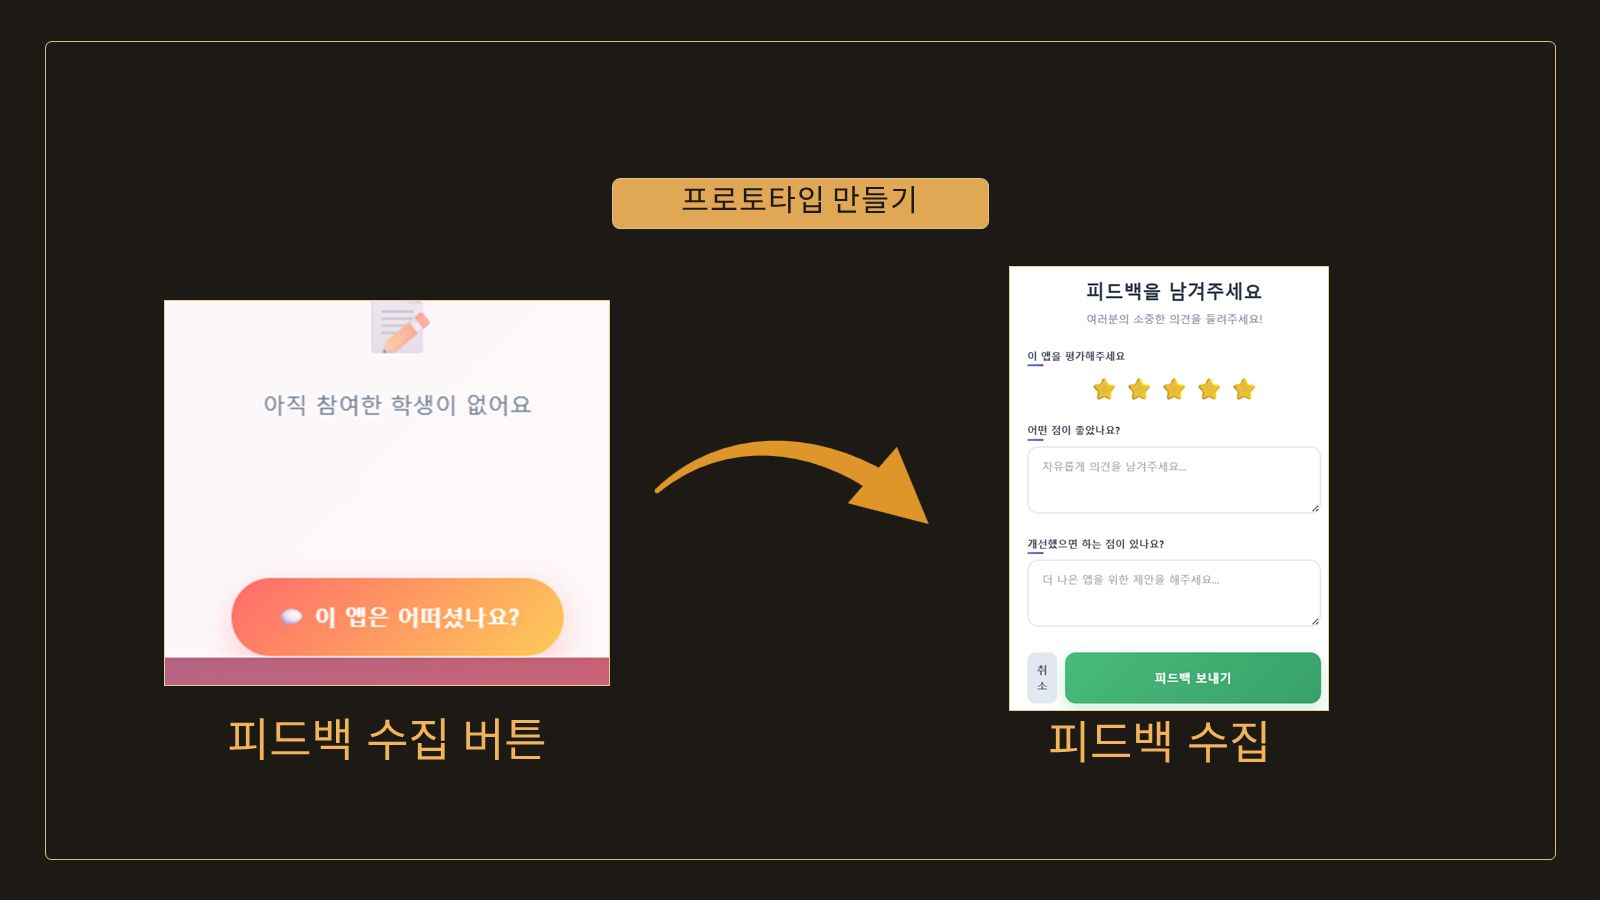 프로토타입 만들기
아직 참여한 학생이 없어요
이 앱은 어떠셨나요?
피드백 수집 버튼
피드백을 남겨주세요
여러분의 소중한 의견을 들려주세요!
이 앱을 평가해주세요
어떤 점이 좋았나요?
자유롭게 의견을 남겨주세요...
개선했으면 하는 점이 있나요?
더 나은 앱을 위한 제안을 해주세요...
취
소
피드백 보내기
피드백 수집